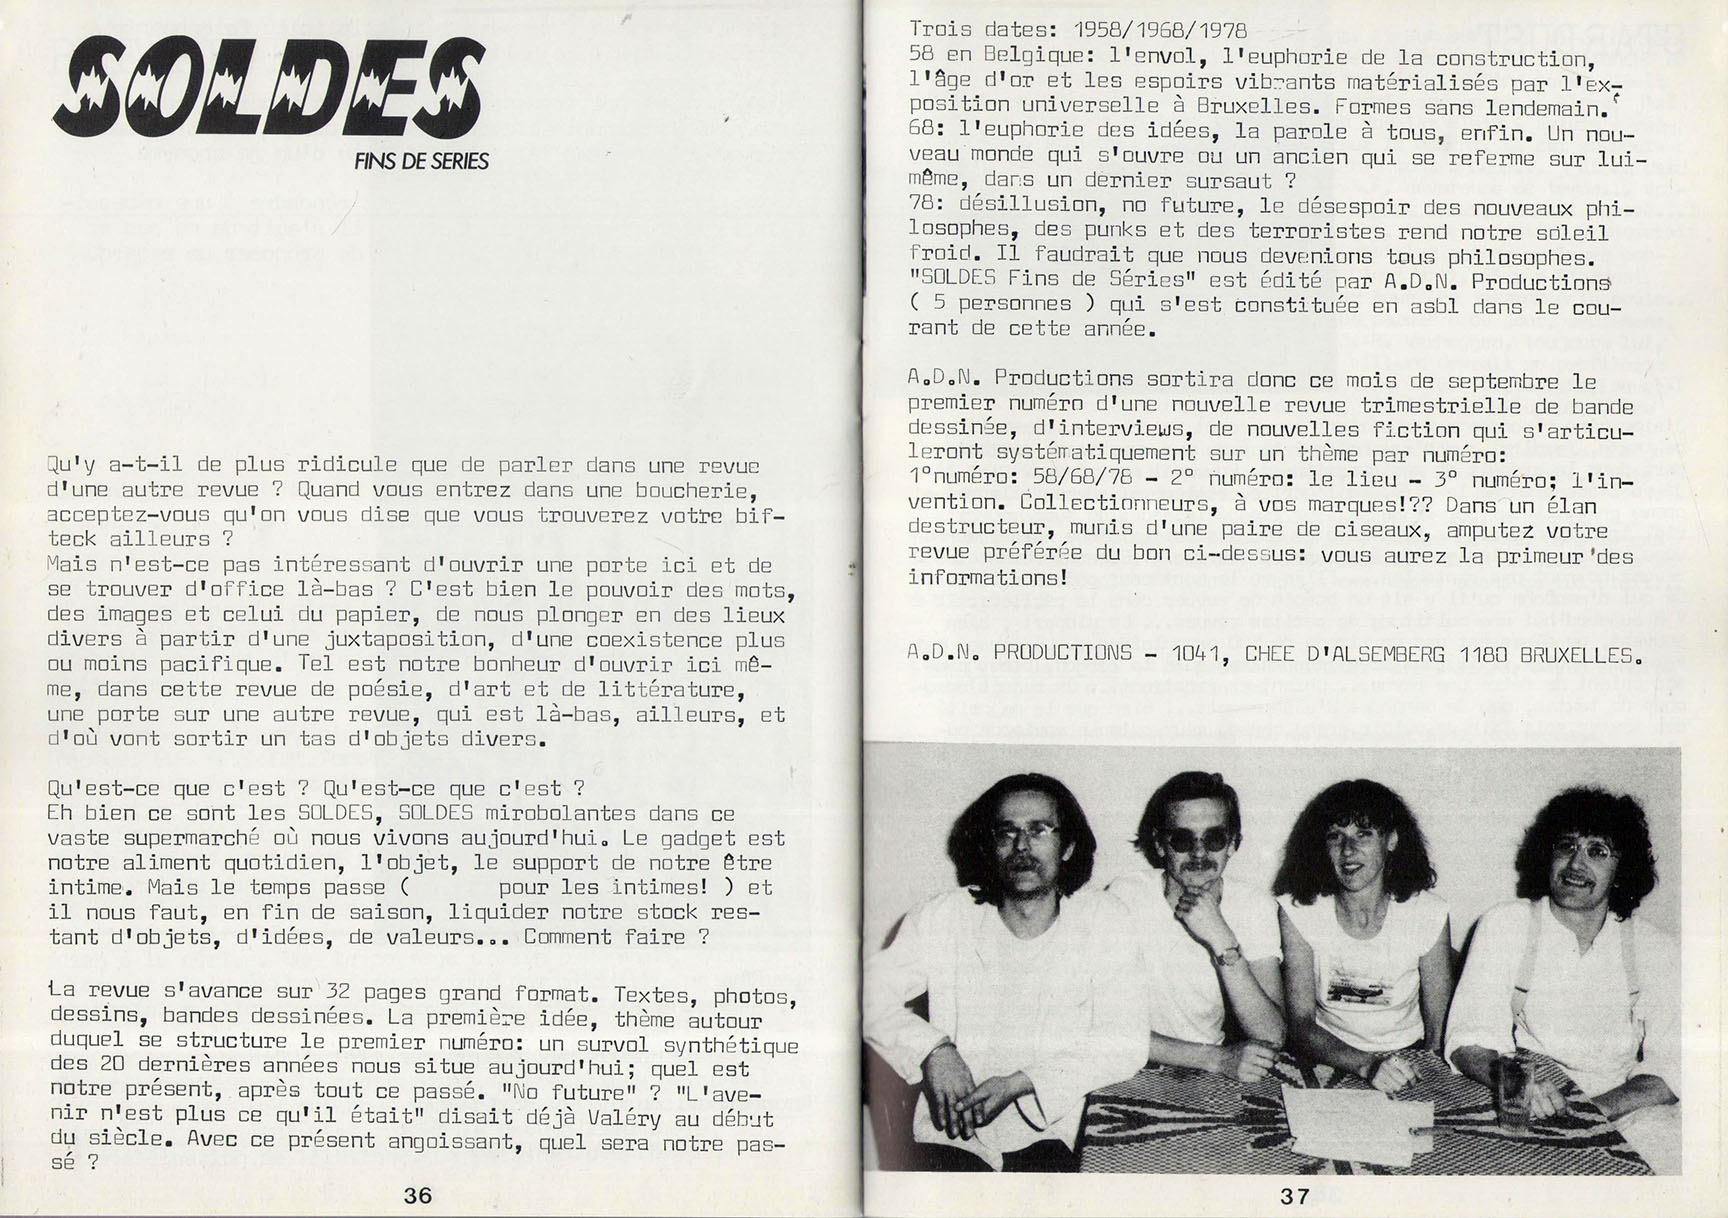 SOLDES
FINS DE SERIES
Qu'y a-t-il de plus ridicule que de parler dans une revue
d'une autre revue ? Quand vous entrez dans une boucherie,
acceptez-vous qu'on vous dise que vous trouverez votre bif-
teck ailleurs ?
Mais n'est-ce pas intéressant d'ouvrir une porte ici et de
se trouver d'office là-bas ? C'est bien le pouvoir des mots,
des images et celui du papier, de nous plonger en des lieux
divers à partir d'une juxtaposition, d'une coexistence plus
ou moins pacifique. Tel est notre bonheur d'ouvrir ici mê-
me, dans cette revue de poésie, d'art et de littérature,
une porte sur une autre revue, qui est là-bas, ailleurs, et
d'où vont sortir un tas d'objets divers.
Qu'est-ce que c'est ? Qu'est-ce que c'est ?
Eh bien ce sont les SOLDES, SOLDES mirobolantes dans ce
vaste supermarché où nous vivons aujourd'hui. Le gadget est
notre aliment quotidien, l'objet, le support de notre être
intime. Mais le temps passe ( pour les intimes! ) et
il nous faut, en fin de saison, liquider notre stock res-
tant d'objets, d'idées, de valeurs... Comment faire ?
La revue s'avance sur 32 pages grand format. Textes, photos,
dessins, bandes dessinées. La première idée, thème autour
duquel se structure le premier numéro: un survol synthétique
des 20 dernières années nous situe aujourd'hui; quel est
notre présent, après tout ce passé. "No future" ? "L'ave-
nir n'est plus ce qu'il était" disait déjà Valéry au début
du siècle. Avec ce présent angoissant, quel sera notre pas-
sé ?
36
Trois dates: 1958/1968/1978
58 en Belgique: l'envol, l'euphorie de la construction,
l'âge d'or et les espoirs vibrants matérialisés par l'ex-
position universelle à Bruxelles. Formes sans lendemain.
68: l'euphorie des idées, la parole à tous, enfin. Un nou-
veau monde qui s'ouvre ou un ancien qui se referme sur lui-
même, dans un dernier sursaut ?
78: désillusion, no future, le désespoir des nouveaux phi-
losophes, des punks et des terroristes rend notre soleil
froid. Il faudrait que nous devenions tous philosophes.
"SOLDES Fins de Séries" est édité par A.D.N. Productions
( 5 personnes ) qui s'est constituée en asbl dans le cou-
rant de cette année.
A.D.N. Productions sortira donc ce mois de septembre le
premier numéro d'une nouvelle revue trimestrielle de bande
dessinée, d'interviews, de nouvelles fiction qui s'articu-
leront systématiquement sur un thème par numéro:
1°numéro: 58/68/78 - 2° numéro: le lieu - 3° numéro; l'in-
vention. Collectionneurs, à vos marques!?? Dans un élan
destructeur, munis d'une paire de ciseaux, amputez votre
revue préférée du bon ci-dessus: vous aurez la primeur des
informations!
A.D.N. PRODUCTIONS - 1041, CHEE D'ALSEMBERG 1180 BRUXELLES.
37